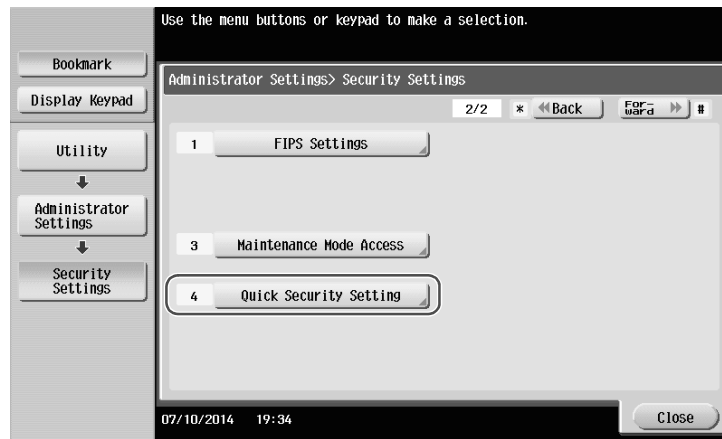 Use the menu buttons or keypad to make a selection.
Bookmark
Display Keypad
Utility
Administrator
Settings
Security
Settings
Administrator Settings> Security Settings
2/2 * Back For-
ward #
1 FIPS Settings
3 Maintenance Mode Access
4 Quick Security Setting
07/10/2014 19:34
Close